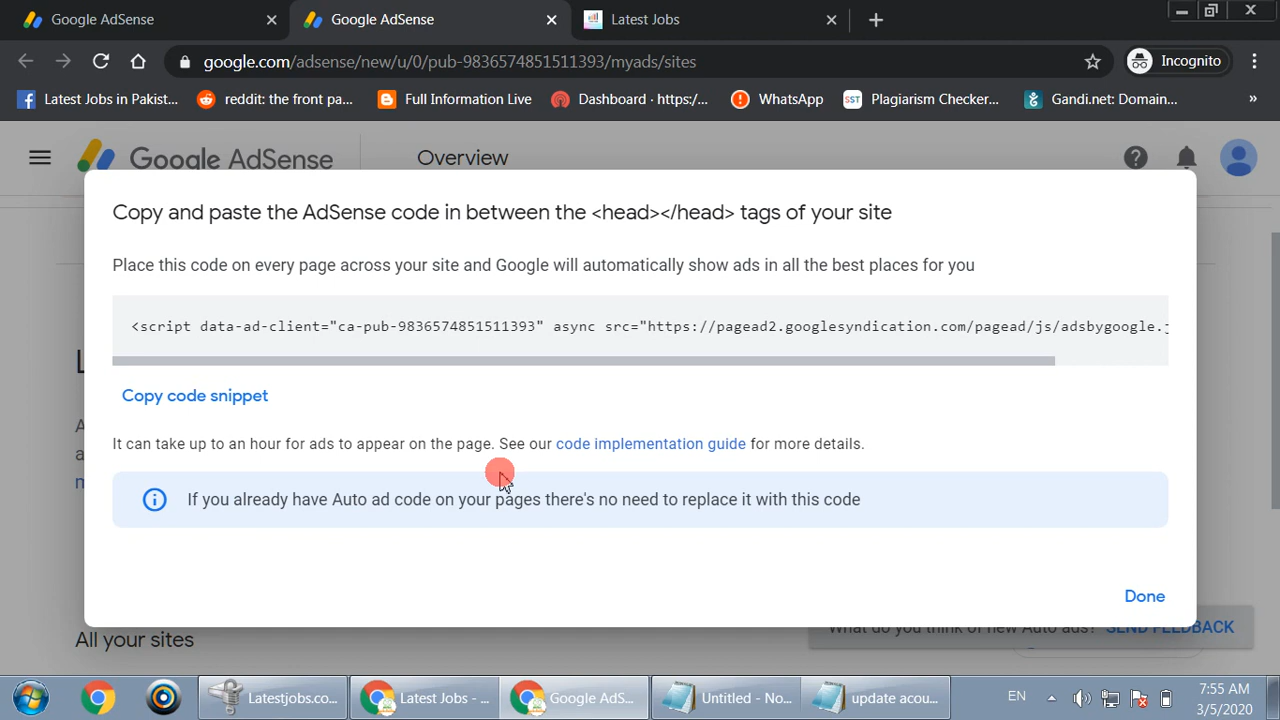 Google AdSense
Google AdSense
Latest Jobs
google.com/adsense/new/u/0/pub-9836574851511393/myads/sites
Incognito
Latest Jobs in Pakist...
reddit: the front pa...
Full Information Live
Dashboard · https:/...
WhatsApp
SST
Plagiarism Checker...
Gandi.net: Domain...
»
Google AdSense
Overview
Copy and paste the AdSense code in between the <head></head> tags of your site
Place this code on every page across your site and Google will automatically show ads in all the best places for you
<script data-ad-client="ca-pub-9836574851511393" async src="https://pagead2.googlesyndication.com/pagead/js/adsbygoogle.j
Copy code snippet
It can take up to an hour for ads to appear on the page. See our code implementation guide for more details.
If you already have Auto ad code on your pages there's no need to replace it with this code
Done
What do you think of new Auto ads? SEND FEEDBACK
All your sites
Latestjobs.co...
Latest Jobs - ...
Google AdS...
Untitled - No...
update acou...
EN
7:55 AM
3/5/2020